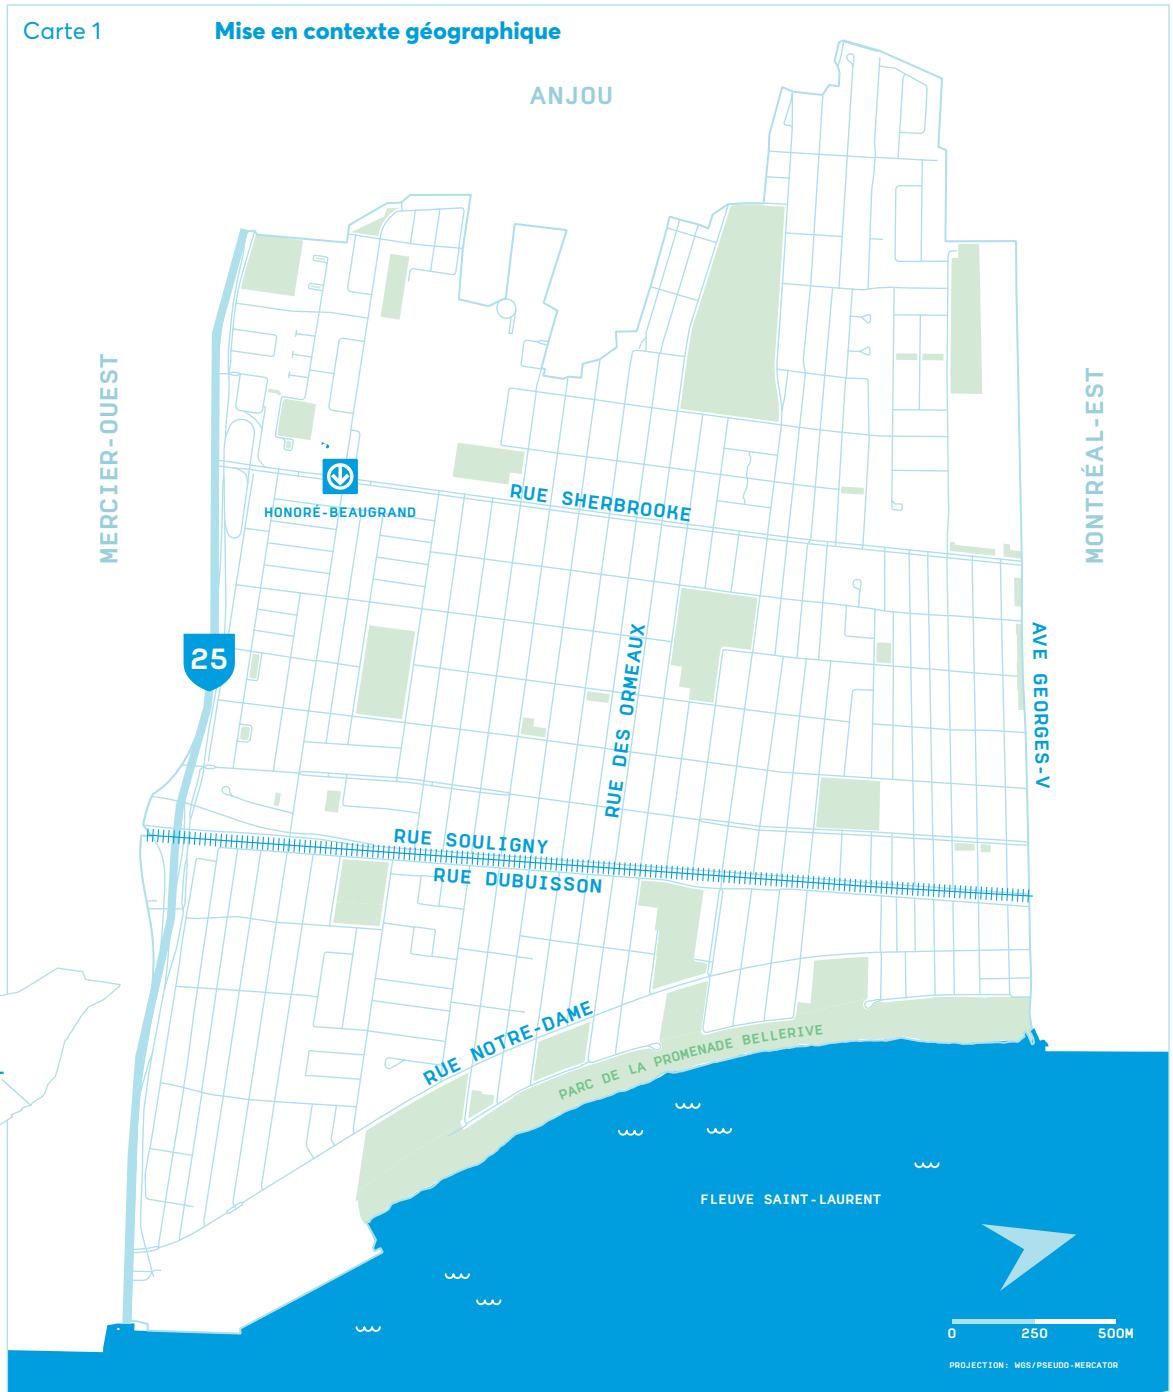 Carte 1
Mise en contexte géographique
ANJOU
MERCIER-OUEST
MONTRÉAL-EST
RUE SHERBROOKE
HONORÉ-BEAUGRAND
25
RUE DES ORMEAUX
AVE GEORGES-V
RUE SOULIGNY
RUE DUBUISSON
RUE NOTRE-DAME
PARC DE LA PROMENADE BELLERIVE
FLEUVE SAINT-LAURENT
0 250 500M
PROJECTION: WGS/PSEUDO-MERCATOR